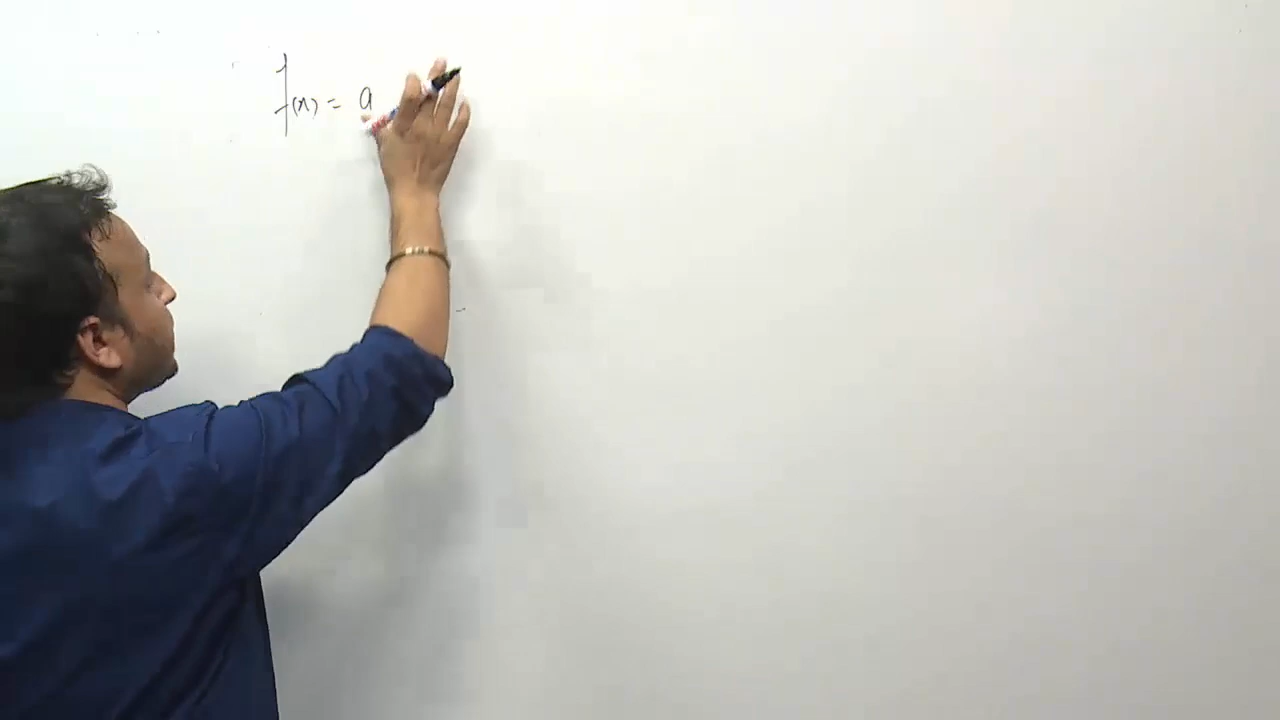 f(x) = a